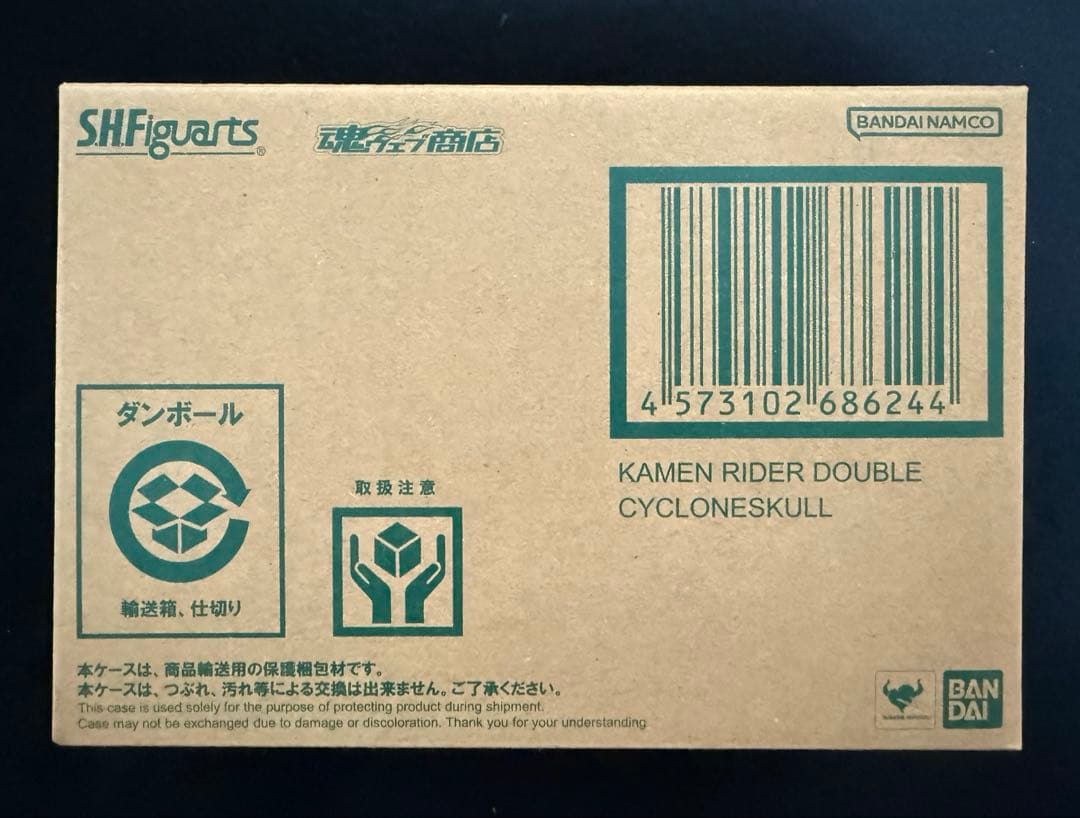 S.H.Figuarts®
魂ウェブ商店
BANDAI NAMCO
4 573102 686244
KAMEN RIDER DOUBLE
CYCLONESKULL
ダンボール
輸送箱、仕切り
取扱注意
本ケースは、商品輸送用の保護梱包材です。
本ケースは、つぶれ、汚れ等による交換は出来ません。ご了承ください。
This case is used solely for the purpose of protecting product during shipment.
Case may not be exchanged due to damage or discoloration. Thank you for your understanding
BAN
DAI